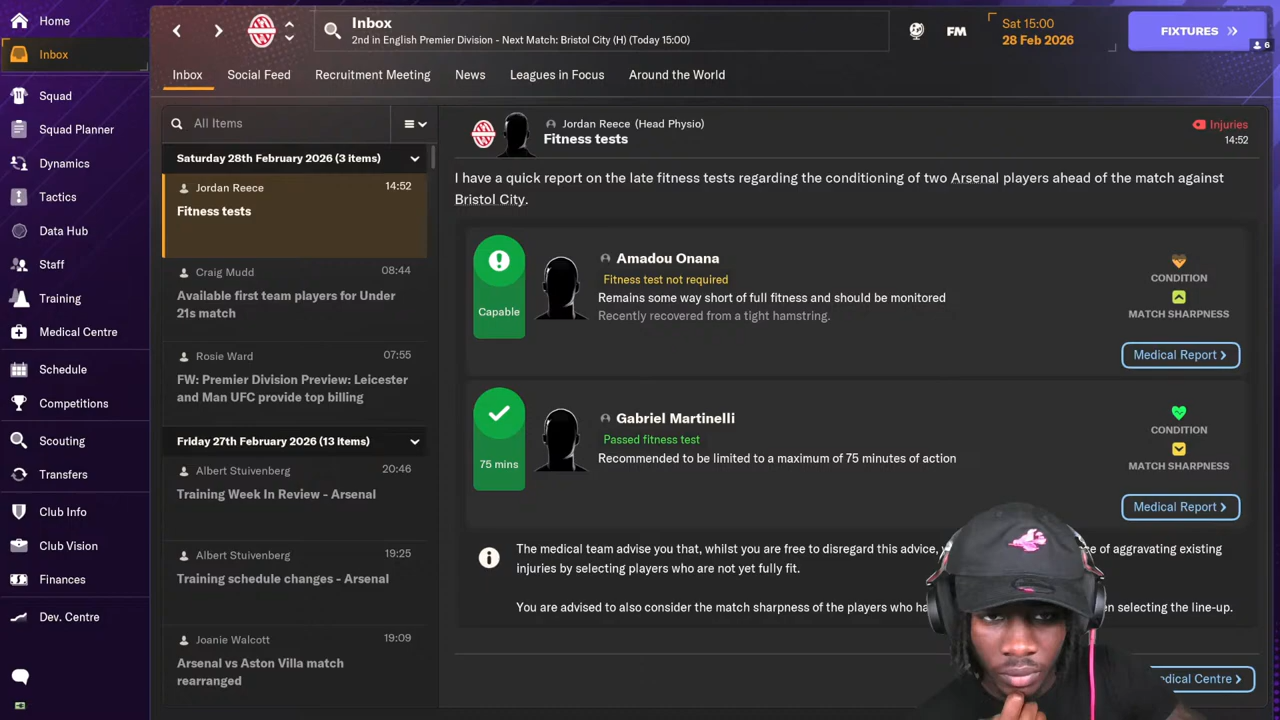 Home
Inbox
Squad
Squad Planner
Dynamics
Tactics
Data Hub
Staff
Training
Medical Centre
Schedule
Competitions
Scouting
Transfers
Club Info
Club Vision
Finances
Dev. Centre
Inbox
2nd in English Premier Division - Next Match: Bristol City (H) (Today 15:00)
FM
Sat 15:00
28 Feb 2026
FIXTURES
6
Inbox
Social Feed
Recruitment Meeting
News
Leagues in Focus
Around the World
All Items
Saturday 28th February 2026 (3 items)
Jordan Reece 14:52
Fitness tests
Craig Mudd 08:44
Available first team players for Under
21s match
Rosie Ward 07:55
FW: Premier Division Preview: Leicester
and Man UFC provide top billing
Friday 27th February 2026 (13 items)
Albert Stuivenberg 20:46
Training Week In Review - Arsenal
Albert Stuivenberg 19:25
Training schedule changes - Arsenal
Joanie Walcott 19:09
Arsenal vs Aston Villa match
rearranged
Jordan Reece (Head Physio)
Fitness tests
Injuries
14:52
I have a quick report on the late fitness tests regarding the conditioning of two Arsenal players ahead of the match against
Bristol City.
Capable
Amadou Onana
Fitness test not required
Remains some way short of full fitness and should be monitored
Recently recovered from a tight hamstring.
CONDITION
MATCH SHARPNESS
Medical Report
75 mins
Gabriel Martinelli
Passed fitness test
Recommended to be limited to a maximum of 75 minutes of action
CONDITION
MATCH SHARPNESS
Medical Report
The medical team advise you that, whilst you are free to disregard this advice, of aggravating existing
injuries by selecting players who are not yet fully fit.
You are advised to also consider the match sharpness of the players who selecting the line-up.
Centre